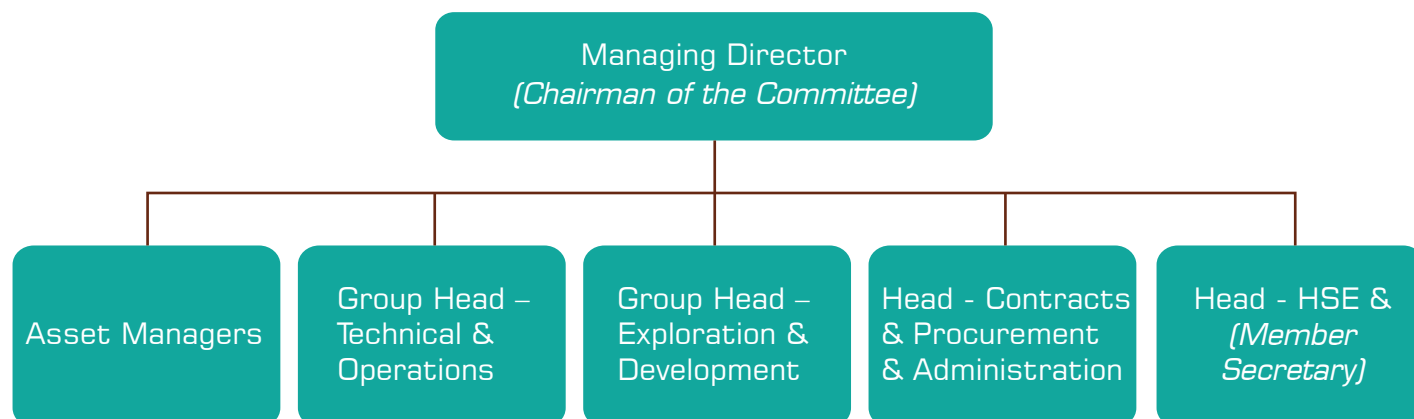 Managing Director
(Chairman of the Committee)
Asset Managers
Group Head –
Technical &
Operations
Group Head –
Exploration &
Development
Head - Contracts
& Procurement
& Administration
Head - HSE &
(Member
Secretary)